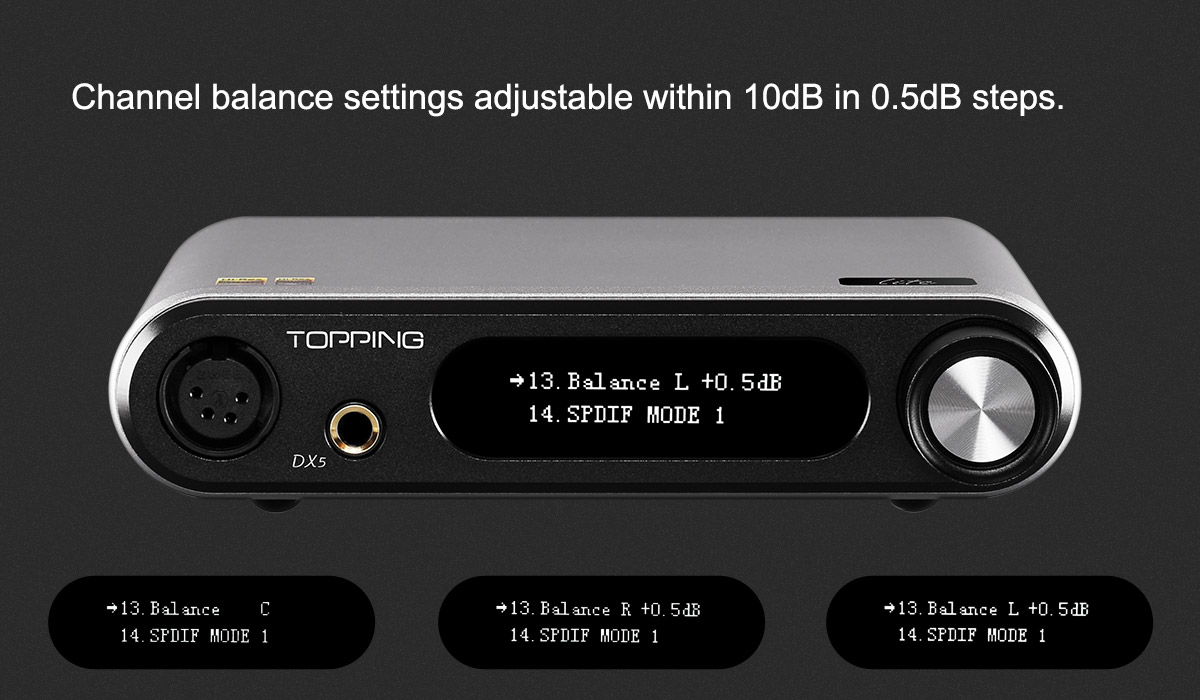 Channel balance settings adjustable within 10dB in 0.5dB steps.
Lite
TOPPING
→13.Balance L +0.5dB
14.SPDIF MODE 1
DX5
→13.Balance C
14.SPDIF MODE 1
→13.Balance R +0.5dB
14.SPDIF MODE 1
→13.Balance L +0.5dB
14.SPDIF MODE 1